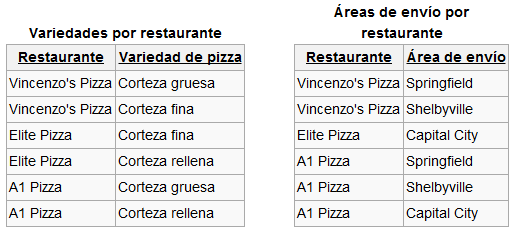 Variedades por restaurante
Restaurante Variedad de pizza
Vincenzo's Pizza Corteza gruesa
Vincenzo's Pizza Corteza fina
Elite Pizza Corteza fina
Elite Pizza Corteza rellena
A1 Pizza Corteza gruesa
A1 Pizza Corteza rellena
Áreas de envío por
restaurante
Restaurante Área de envío
Vincenzo's Pizza Springfield
Vincenzo's Pizza Shelbyville
Elite Pizza Capital City
A1 Pizza Springfield
A1 Pizza Shelbyville
A1 Pizza Capital City